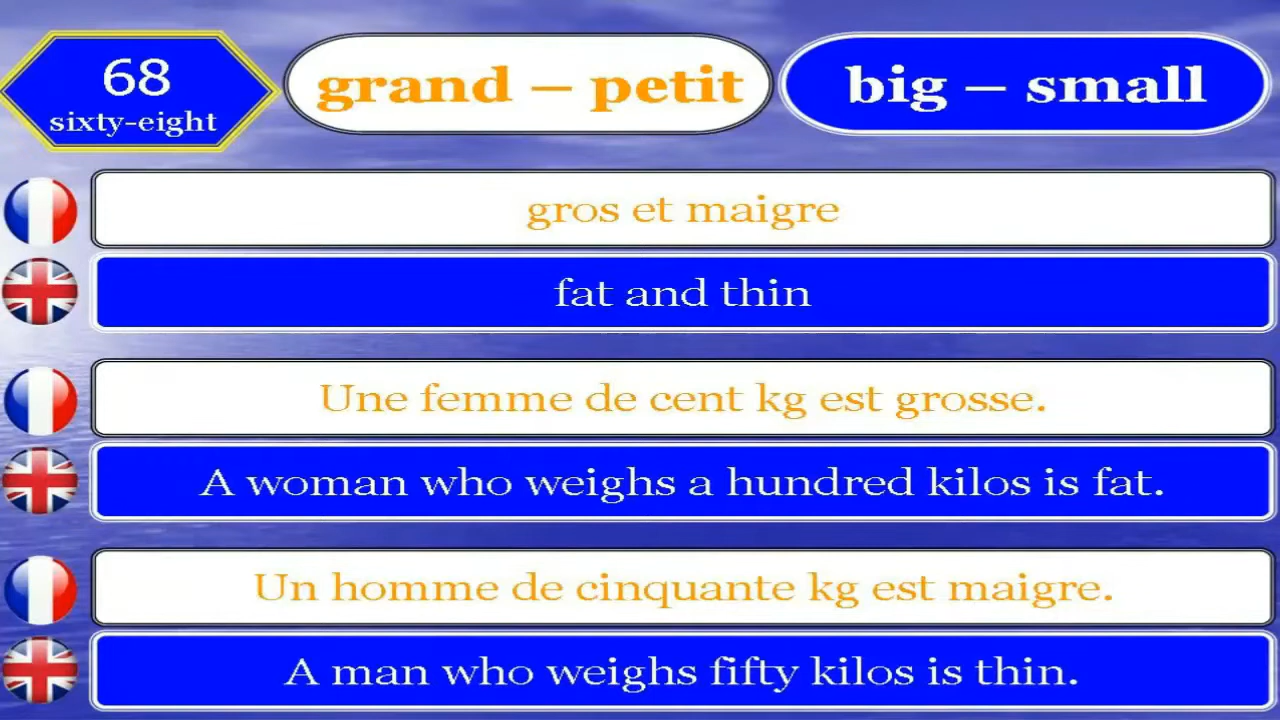 68
sixty-eight
grand – petit
big – small
gros et maigre
fat and thin
Une femme de cent kg est grosse.
A woman who weighs a hundred kilos is fat.
Un homme de cinquante kg est maigre.
A man who weighs fifty kilos is thin.